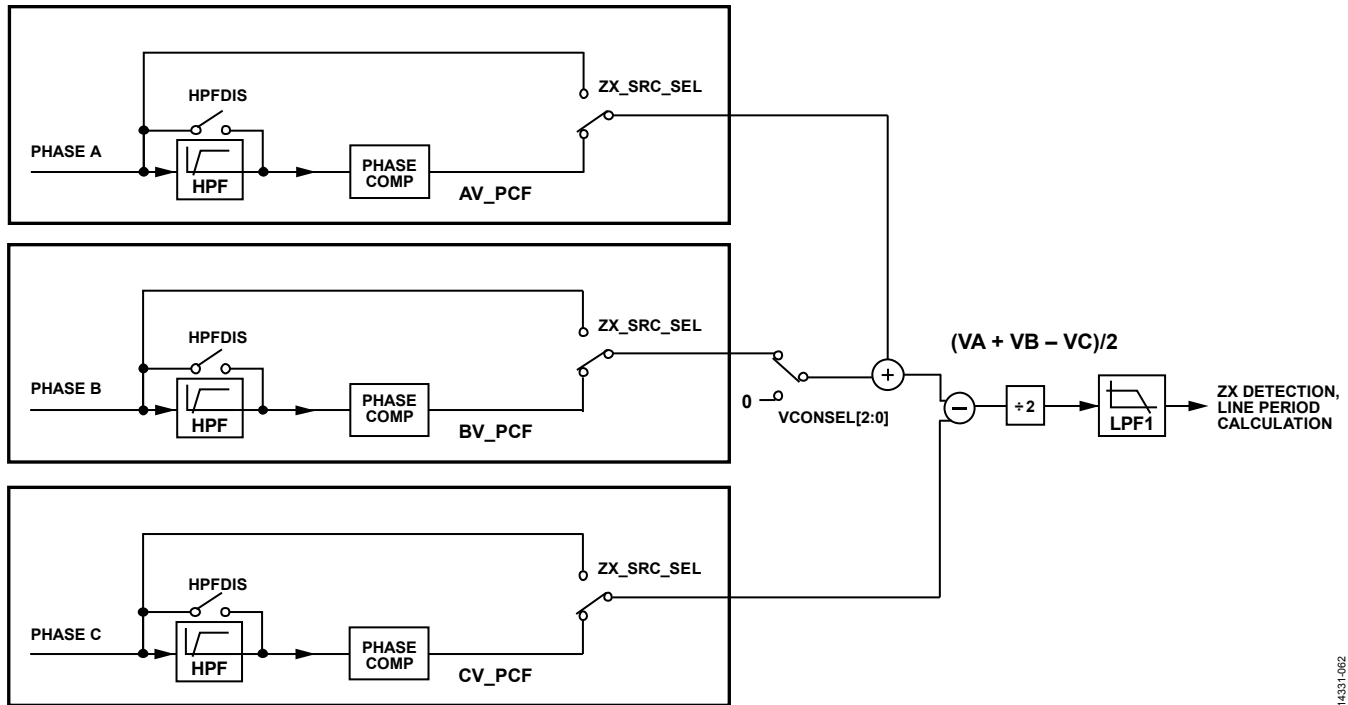 HPFDIS
ZX_SRC_SEL
PHASE A
HPF
PHASE
COMP
AV_PCF
HPFDIS
ZX_SRC_SEL
PHASE B
HPF
PHASE
COMP
BV_PCF
0
VCONSEL[2:0]
+
(VA + VB – VC)/2
–
÷2
LPF1
ZX DETECTION,
LINE PERIOD
CALCULATION
HPFDIS
ZX_SRC_SEL
PHASE C
HPF
PHASE
COMP
CV_PCF
14331-062